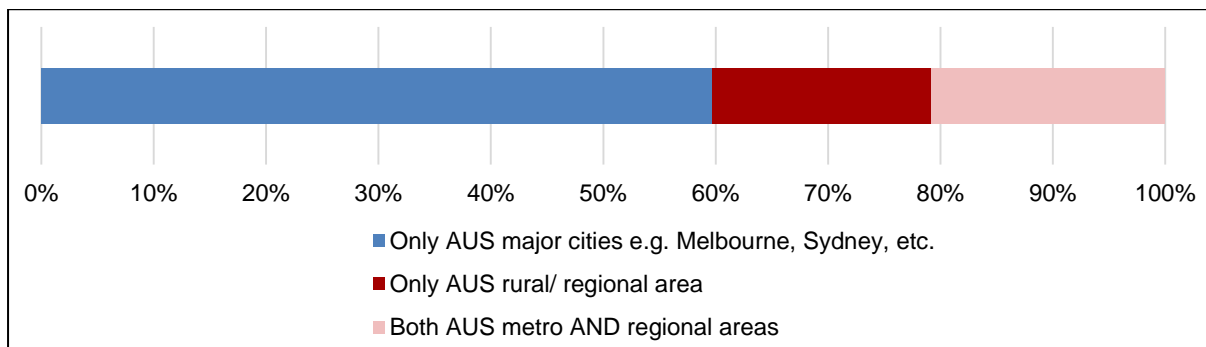 0% 10% 20% 30% 40% 50% 60% 70% 80% 90% 100%
Only AUS major cities e.g. Melbourne, Sydney, etc.
Only AUS rural/ regional area
Both AUS metro AND regional areas